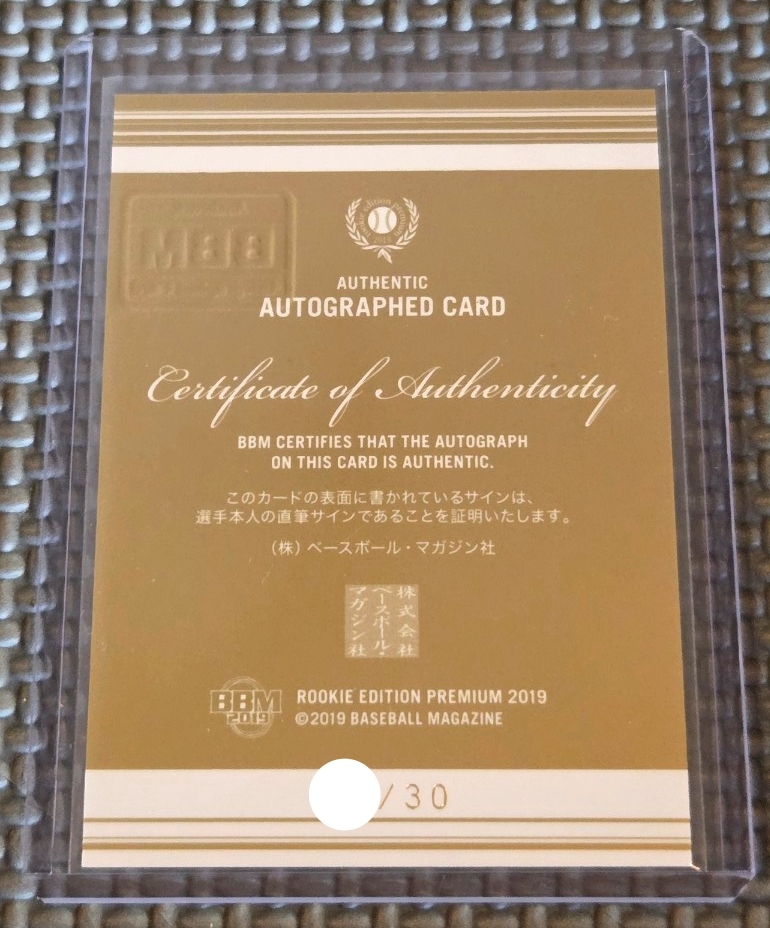 rookie edition premium
2019
AUTHENTIC
AUTOGRAPHED CARD
Certificate of Authenticity
BBM CERTIFIES THAT THE AUTOGRAPH
ON THIS CARD IS AUTHENTIC.
このカードの表面に書かれているサインは、
選手本人の直筆サインであることを証明いたします。
（株）ベースボール・マガジン社
株式会社
ベースボール・
マガジン社
BBM
2019
ROOKIE EDITION PREMIUM 2019
©2019 BASEBALL MAGAZINE
/30